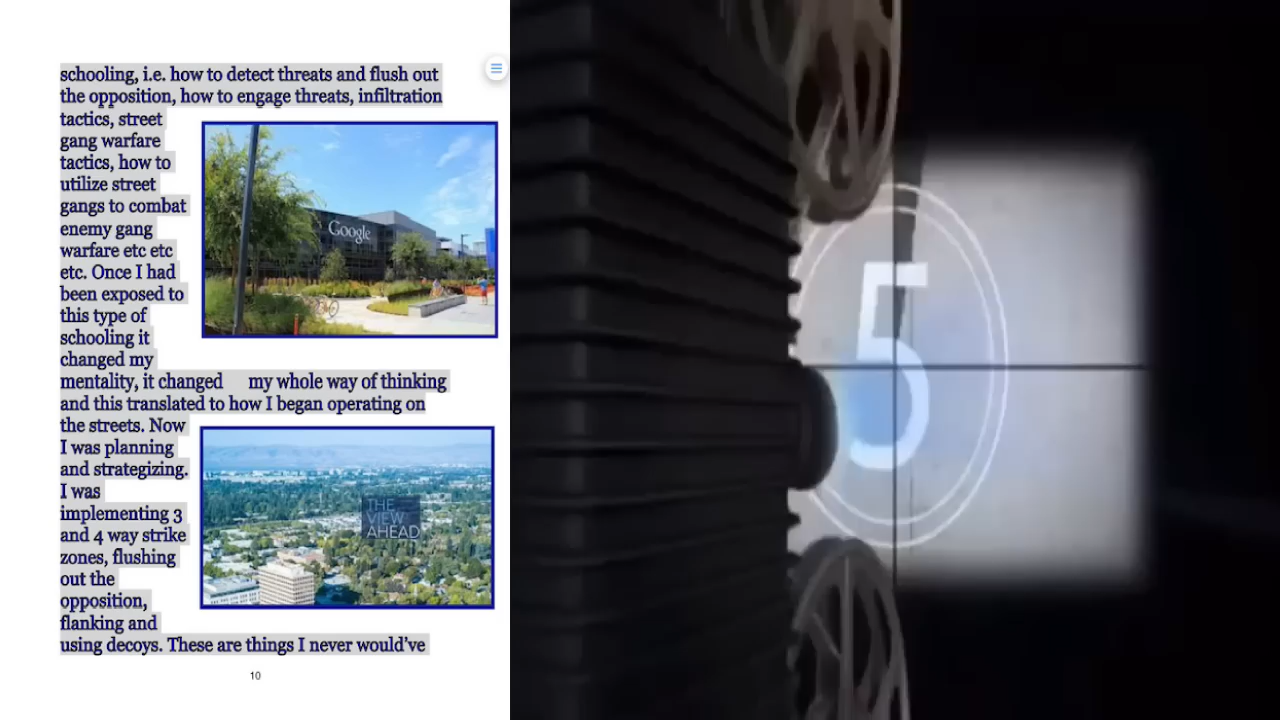 schooling, i.e. how to detect threats and flush out
the opposition, how to engage threats, infiltration
tactics, street
gang warfare
tactics, how to
utilize street
gangs to combat
enemy gang
warfare etc etc
etc. Once I had
been exposed to
this type of
schooling it
changed my
mentality, it changed my whole way of thinking
and this translated to how I began operating on
the streets. Now
I was planning
and strategizing.
I was
implementing 3
and 4 way strike
zones, flushing
out the
opposition,
flanking and
using decoys. These are things I never would've
10
Google
THE
VIEW
AHEAD
5